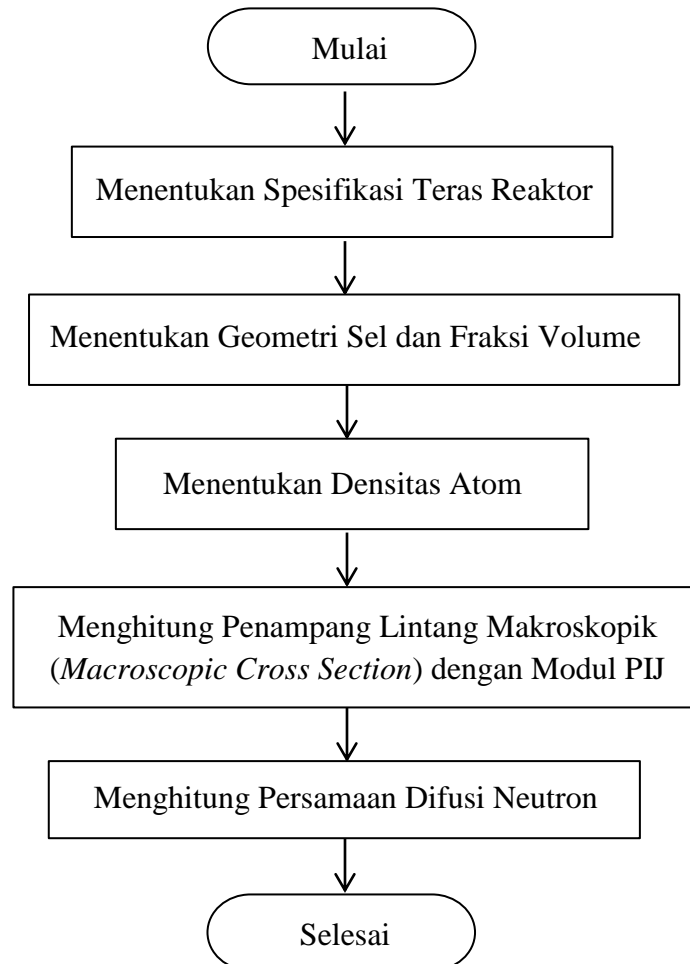 Mulai
Menentukan Spesifikasi Teras Reaktor
Menentukan Geometri Sel dan Fraksi Volume
Menentukan Densitas Atom
Menghitung Penampang Lintang Makroskopik
(Macroscopic Cross Section) dengan Modul PIJ
Menghitung Persamaan Difusi Neutron
Selesai